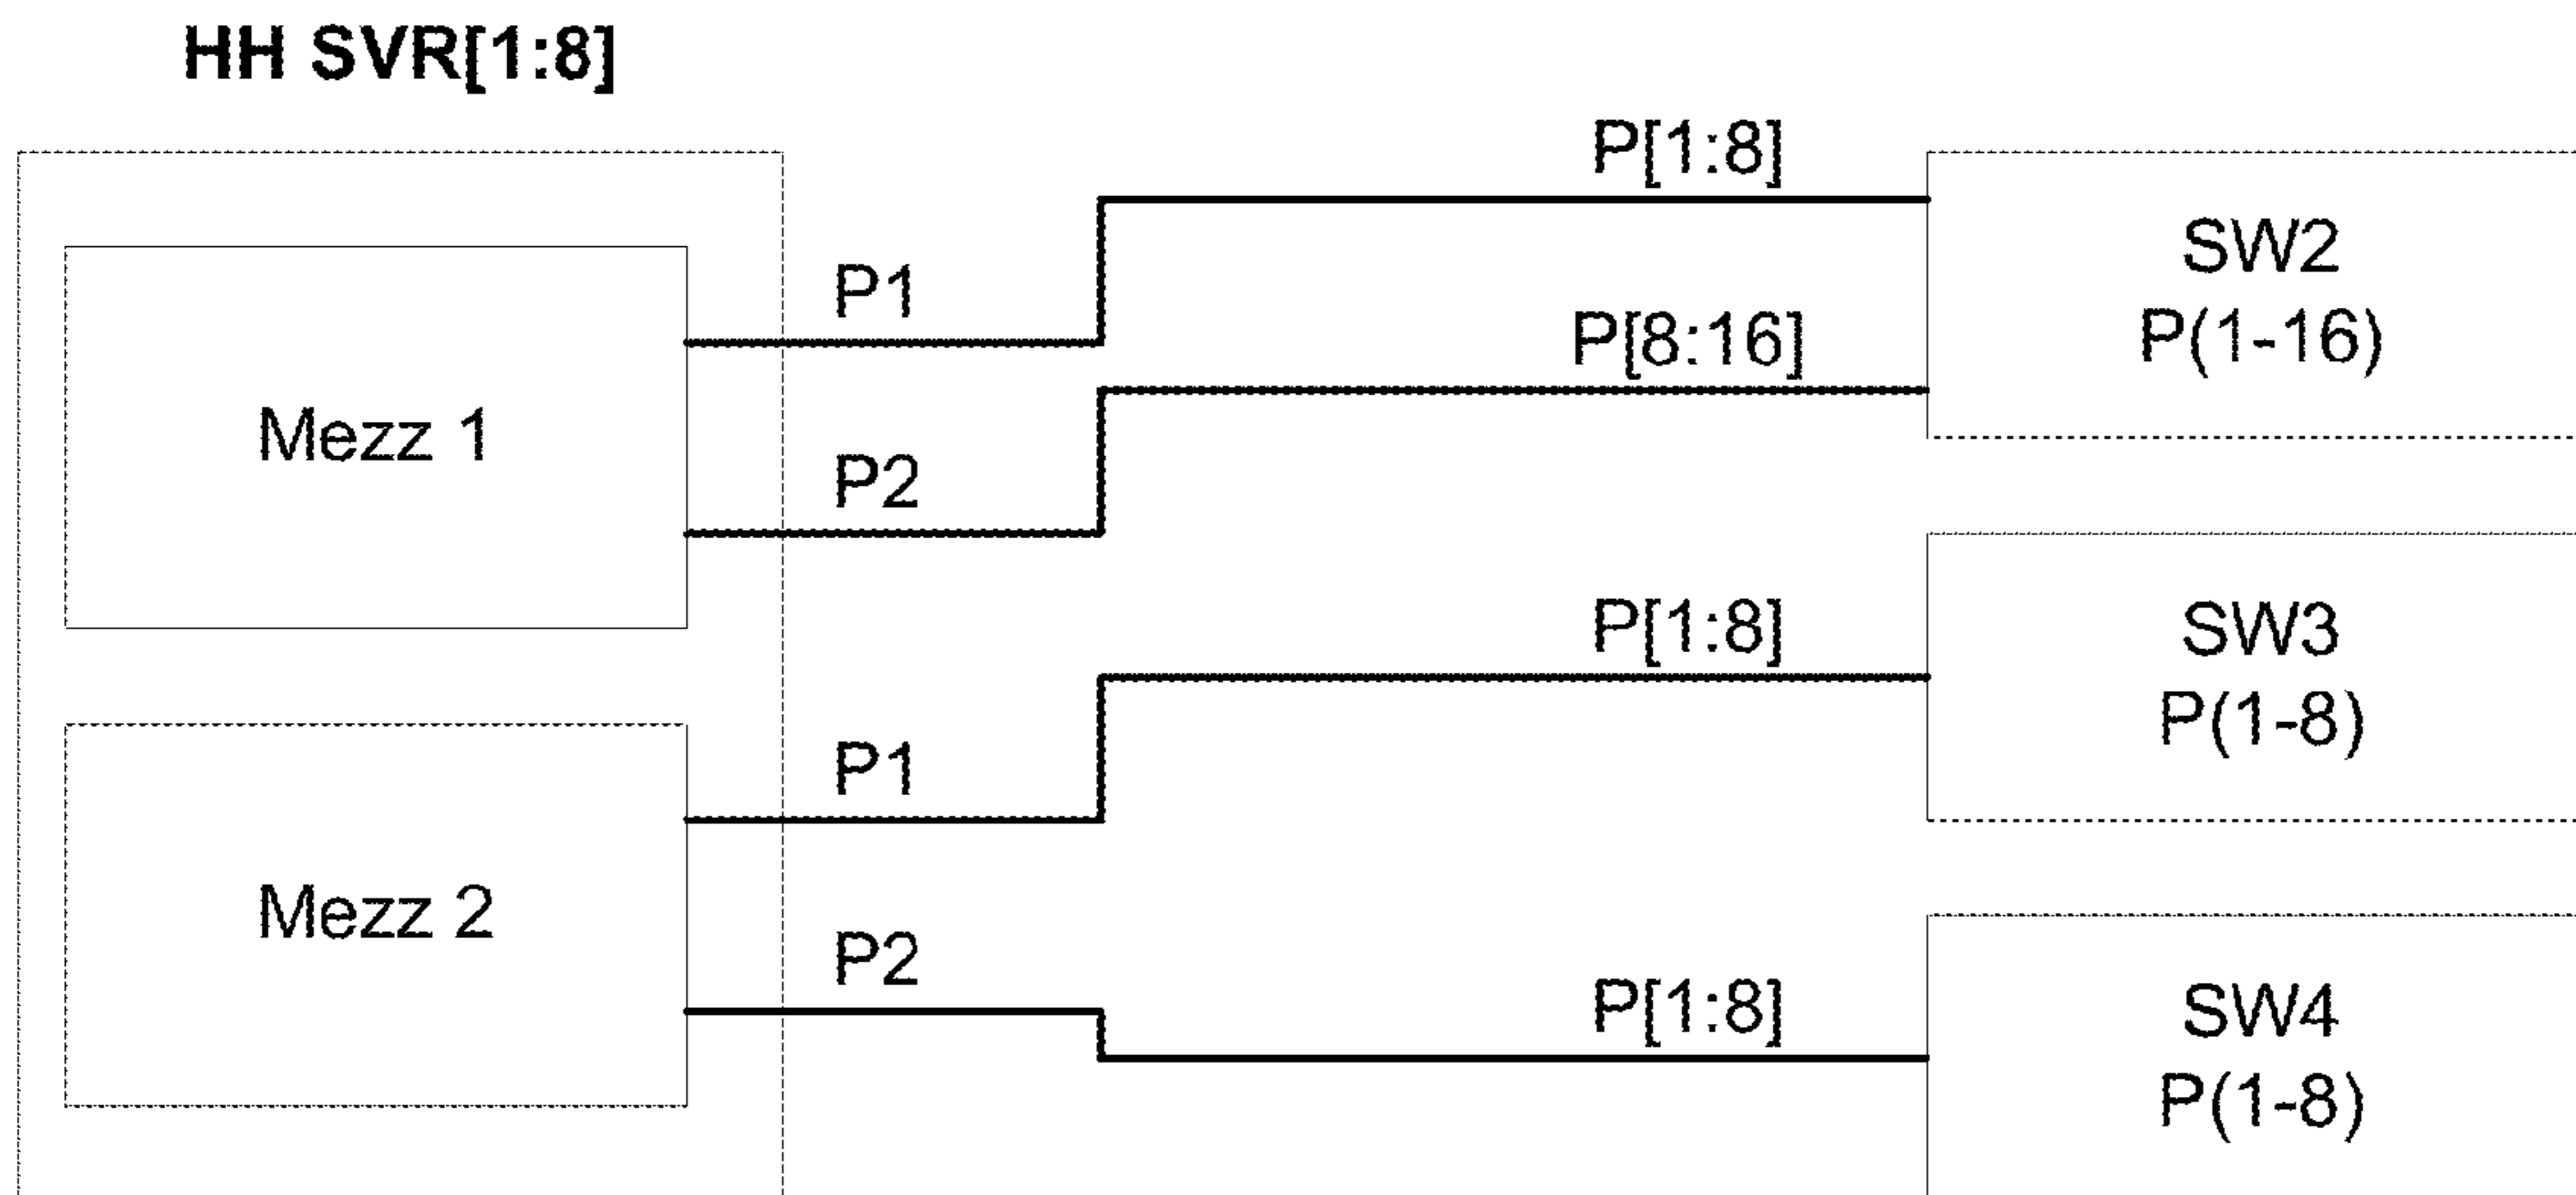 HH SVR[1:8]
P[1:8]
SW2
P(1-16)
P1
P[8:16]
Mezz 1
P2
P[1:8]
SW3
P(1-8)
P1
Mezz 2
P2
P[1:8]
SW4
P(1-8)